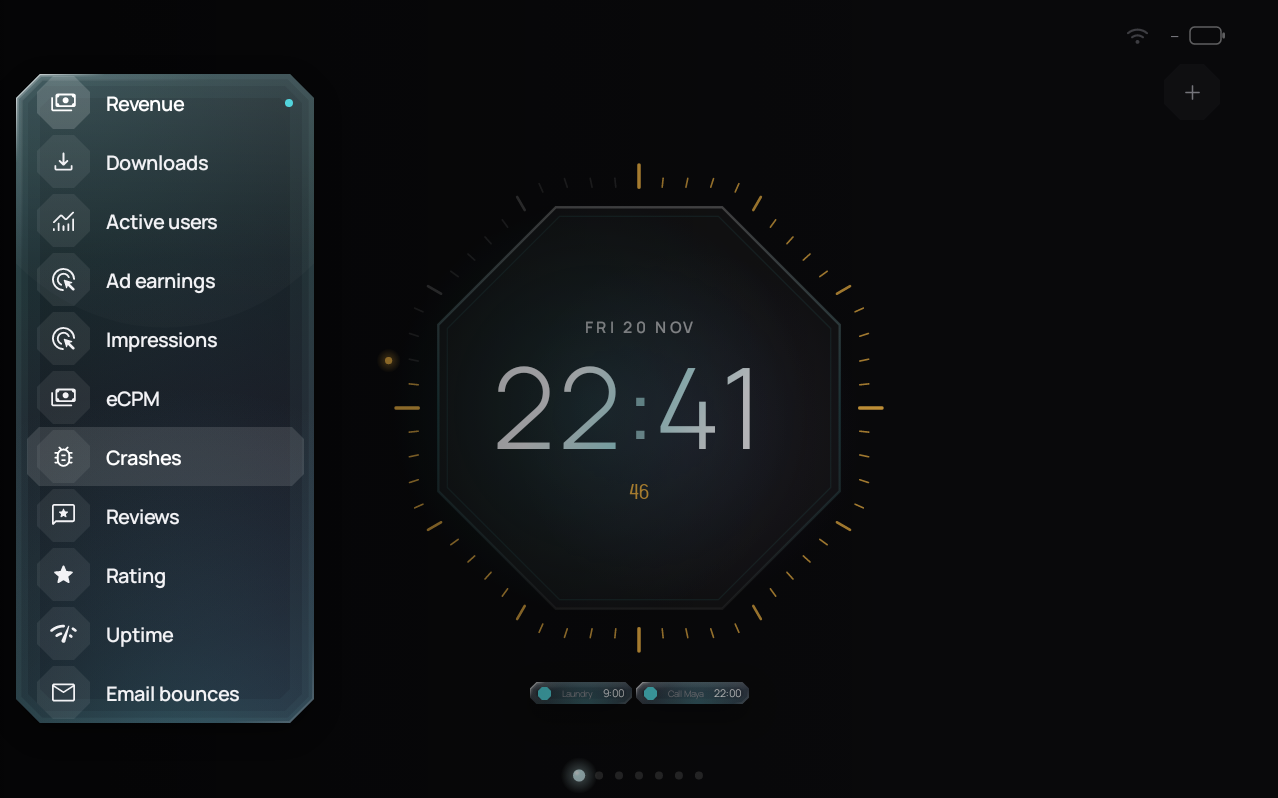 Revenue
Downloads
Active users
Ad earnings
Impressions
eCPM
Crashes
Reviews
Rating
Uptime
Email bounces
–
+
FRI 20 NOV
22:41
46
Laundry 9:00
Call Maya 22:00